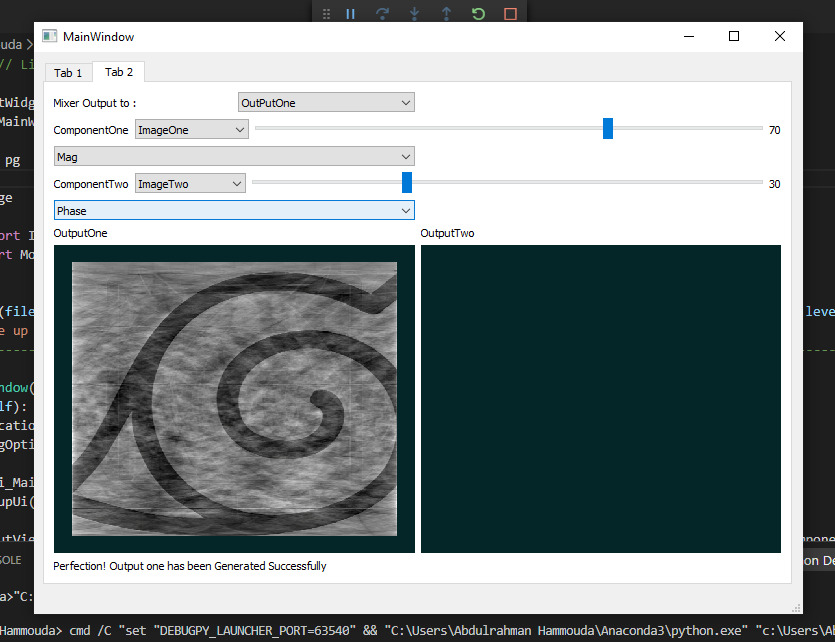 MainWindow
Tab 1
Tab 2
Mixer Output to :
OutPutOne
ComponentOne
ImageOne
70
Mag
ComponentTwo
ImageTwo
30
Phase
OutputOne
OutputTwo
Perfection! Output one has been Generated Successfully
uda >
// Li
tWidg
MainW
pg
ge
ort I
rt Mo
(file
leve
e up
ndow(
lf):
catio
gOpti
i_Mai
upUi(
utVie
mpone
SOLE
on De
a>"C:
Hammouda> cmd /C "set "DEBUGPY_LAUNCHER_PORT=63540" && "C:\Users\Abdulrahman Hammouda\Anaconda3\python.exe" "c:\Users\Ab